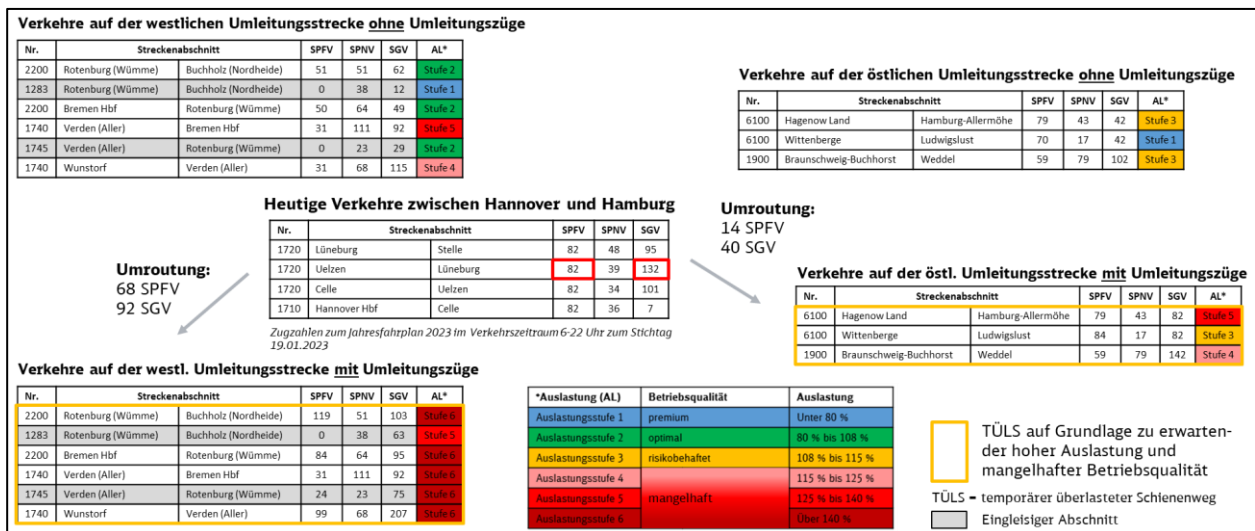 Verkehre auf der westlichen Umleitungsstrecke ohne Umleitungszüge
Nr. Streckenabschnitt SPFV SPNV SGV AL*
2200 Rotenburg (Wümme) Buchholz (Nordheide) 51 51 62 Stufe 2
1283 Rotenburg (Wümme) Buchholz (Nordheide) 0 38 12 Stufe 1
2200 Bremen Hbf Rotenburg (Wümme) 50 64 49 Stufe 2
1740 Verden (Aller) Bremen Hbf 31 111 92 Stufe 5
1745 Verden (Aller) Rotenburg (Wümme) 0 23 29 Stufe 2
1740 Wunstorf Verden (Aller) 31 68 115 Stufe 4
Verkehre auf der östlichen Umleitungsstrecke ohne Umleitungszüge
Nr. Streckenabschnitt SPFV SPNV SGV AL*
6100 Hagenow Land Hamburg-Allermöhe 79 43 42 Stufe 3
6100 Wittenberge Ludwigslust 70 17 42 Stufe 1
1900 Braunschweig-Buchhorst Weddel 59 79 102 Stufe 3
Heutige Verkehre zwischen Hannover und Hamburg
Nr. Streckenabschnitt SPFV SPNV SGV
1720 Lüneburg Stelle 82 48 95
1720 Uelzen Lüneburg 82 39 132
1720 Celle Uelzen 82 34 101
1710 Hannover Hbf Celle 82 36 7
Zugzahlen zum Jahresfahrplan 2023 im Verkehrszeitraum 6-22 Uhr zum Stichtag
19.01.2023
Umroutung:
68 SPFV
92 SGV
Umroutung:
14 SPFV
40 SGV
Verkehre auf der östl. Umleitungsstrecke mit Umleitungszüge
Nr. Streckenabschnitt SPFV SPNV SGV AL*
6100 Hagenow Land Hamburg-Allermöhe 79 43 82 Stufe 5
6100 Wittenberge Ludwigslust 84 17 82 Stufe 3
1900 Braunschweig-Buchhorst Weddel 59 79 142 Stufe 4
Verkehre auf der westl. Umleitungsstrecke mit Umleitungszüge
Nr. Streckenabschnitt SPFV SPNV SGV AL*
2200 Rotenburg (Wümme) Buchholz (Nordheide) 119 51 103 Stufe 6
1283 Rotenburg (Wümme) Buchholz (Nordheide) 0 38 63 Stufe 5
2200 Bremen Hbf Rotenburg (Wümme) 84 64 95 Stufe 6
1740 Verden (Aller) Bremen Hbf 31 111 92 Stufe 6
1745 Verden (Aller) Rotenburg (Wümme) 24 23 75 Stufe 6
1740 Wunstorf Verden (Aller) 99 68 207 Stufe 6
*Auslastung (AL) Betriebsqualität Auslastung
Auslastungsstufe 1 premium Unter 80 %
Auslastungsstufe 2 optimal 80 % bis 108 %
Auslastungsstufe 3 risikobehaftet 108 % bis 115 %
Auslastungsstufe 4 115 % bis 125 %
Auslastungsstufe 5 mangelhaft 125 % bis 140 %
Auslastungsstufe 6 Über 140 %
TÜLS auf Grundlage zu erwarten-
der hoher Auslastung und
mangelhafter Betriebsqualität
TÜLS = temporärer überlasteter Schienenweg
Eingleisiger Abschnitt